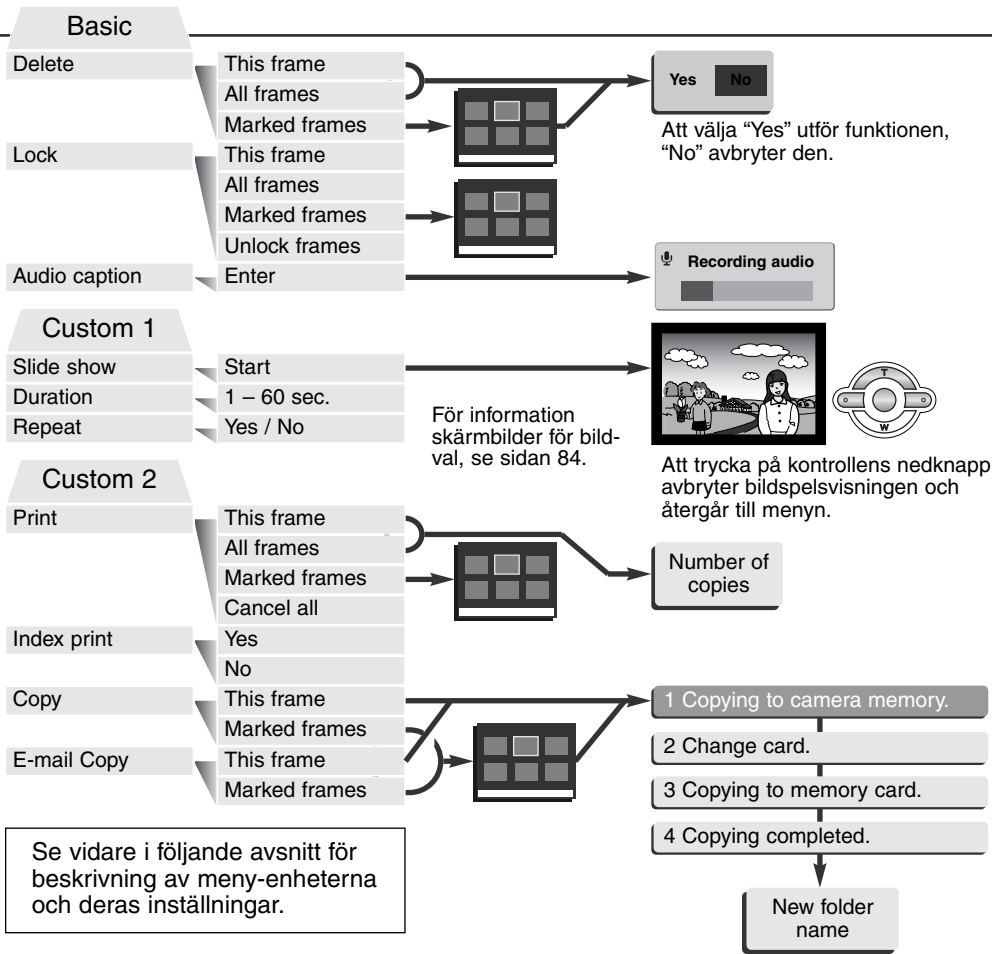 Basic
Delete
This frame
All frames
Marked frames
Yes No
Att välja “Yes” utför funktionen,
“No” avbryter den.
Lock
This frame
All frames
Marked frames
Unlock frames
Audio caption
Enter
Recording audio
Custom 1
Slide show
Start
Duration
1 – 60 sec.
Repeat
Yes / No
För information
skärmbilder för bild-
val, se sidan 84.
T
W
Att trycka på kontrollens nedknapp
avbryter bildspelsvisningen och
återgår till menyn.
Custom 2
Print
This frame
All frames
Marked frames
Cancel all
Number of
copies
Index print
Yes
No
Copy
This frame
Marked frames
E-mail Copy
This frame
Marked frames
1 Copying to camera memory.
2 Change card.
3 Copying to memory card.
4 Copying completed.
New folder
name
Se vidare i följande avsnitt för
beskrivning av meny-enheterna
och deras inställningar.